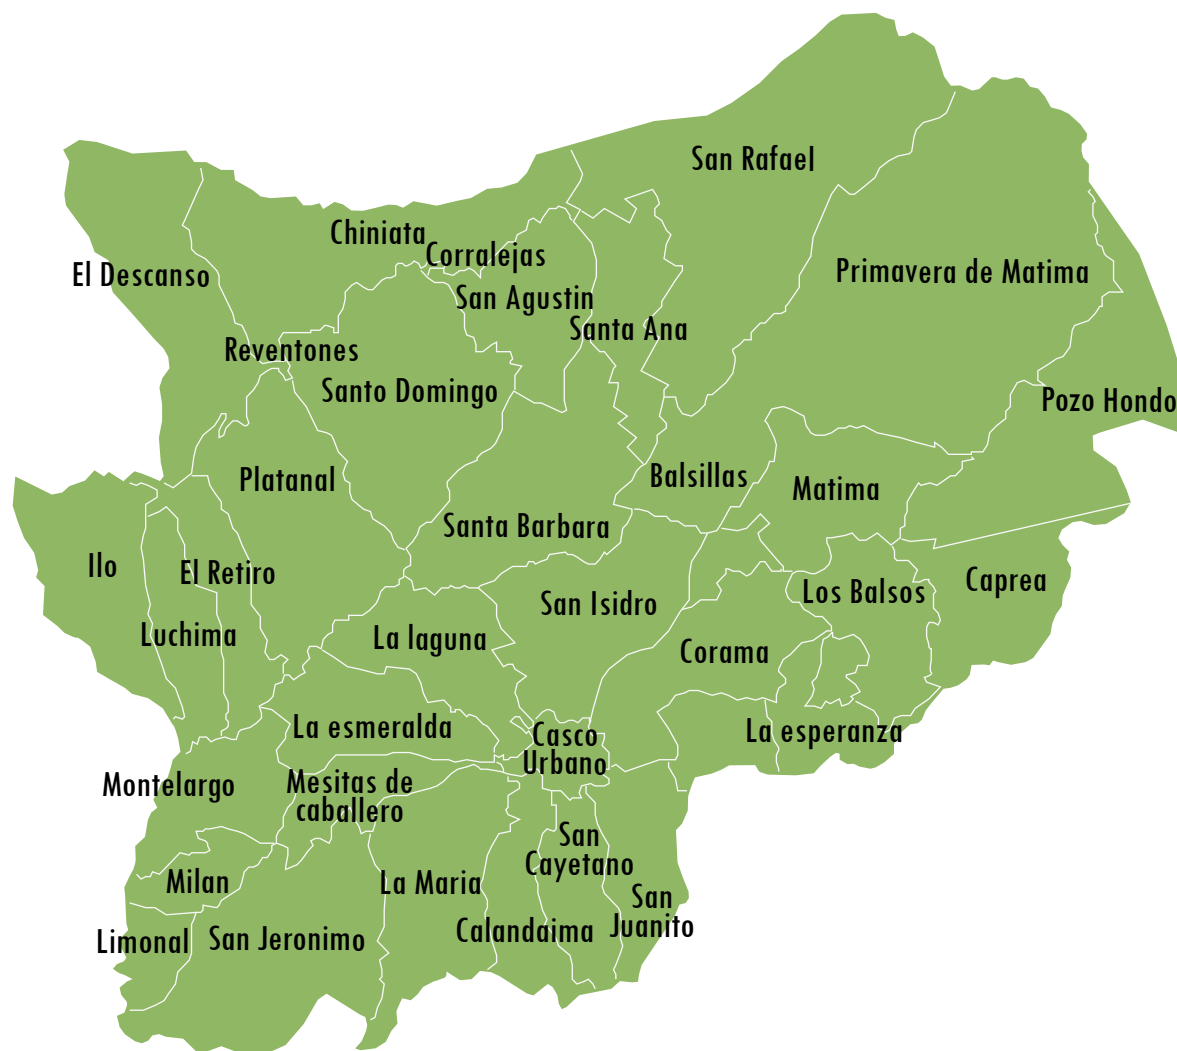 San Rafael
Chiniata
Corralejas
El Descanso
Primavera de Matima
San Agustin
Santa Ana
Reventones
Santo Domingo
Pozo Hondo
Platanal
Balsillas
Matima
Santa Barbara
Ilo
El Retiro
Caprea
Los Balsos
San Isidro
Luchima
La laguna
Corama
La esmeralda
Casco
Urbano
La esperanza
Montelargo
Mesitas de
caballero
San
Cayetano
Milan
La Maria
San
Juanito
Calandaima
Limonal
San Jeronimo